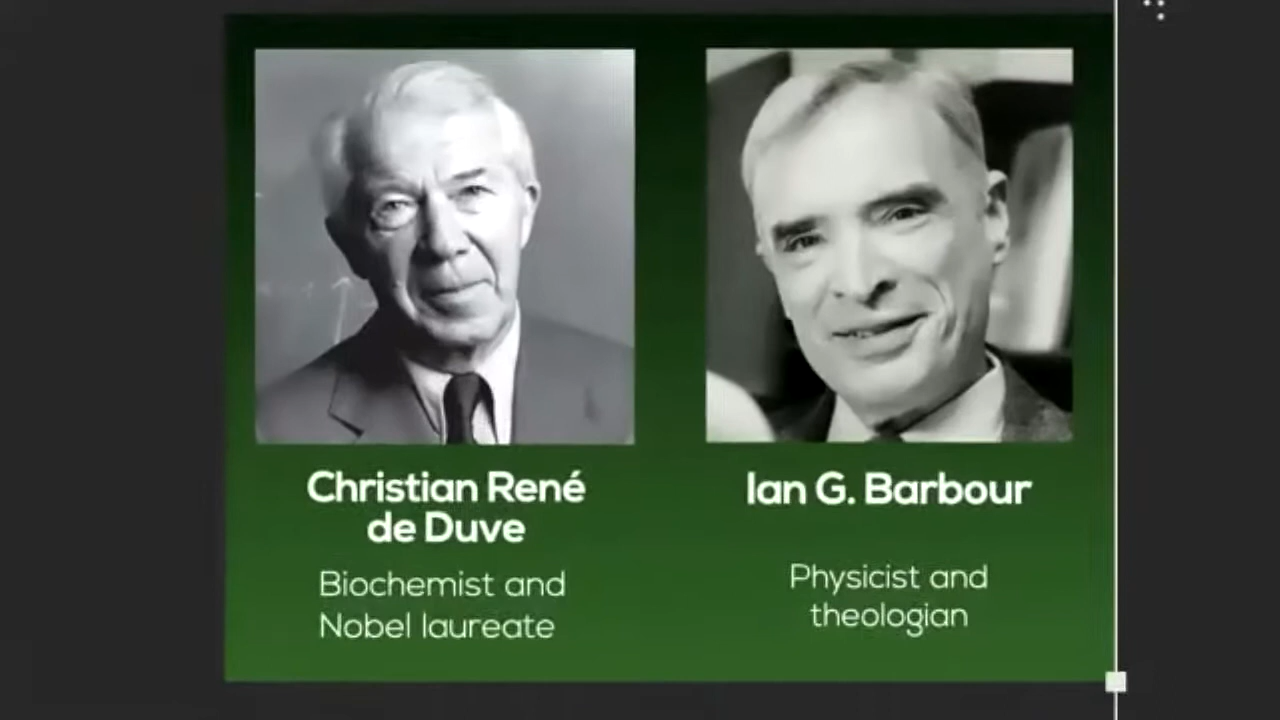 Christian René
de Duve
Biochemist and
Nobel laureate
Ian G. Barbour
Physicist and
theologian